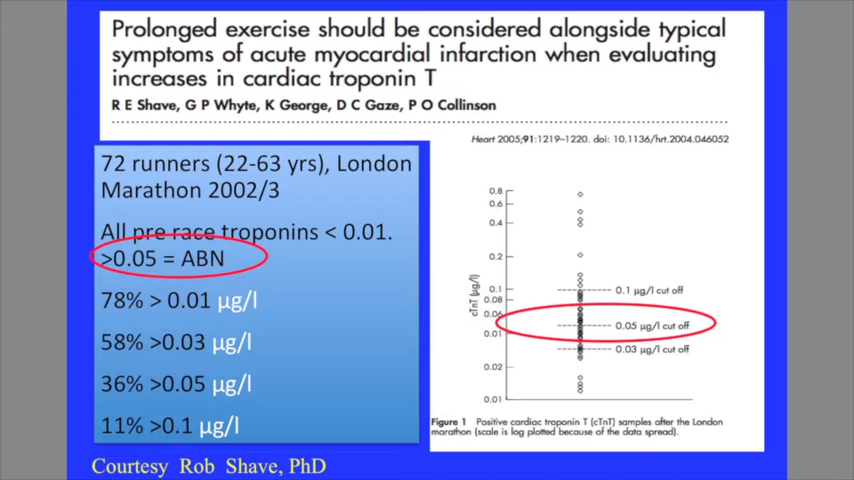 Prolonged exercise should be considered alongside typical
symptoms of acute myocardial infarction when evaluating
increases in cardiac troponin T
R E Shave, G P Whyte, K George, D C Gaze, P O Collinson
Heart 2005;91:1219–1220. doi: 10.1136/hrt.2004.046052
72 runners (22-63 yrs), London
Marathon 2002/3
All pre race troponins < 0.01.
>0.05 = ABN
78% > 0.01 µg/l
58% >0.03 µg/l
36% >0.05 µg/l
11% >0.1 µg/l
cTnT (µg/l)
0.8
0.6
0.4
0.2
0.1
0.08
0.06
0.01
0.02
0.01
0.1 µg/l cut off
0.05 µg/l cut off
0.03 µg/l cut off
Figure 1 Positive cardiac troponin T (cTnT) samples after the London
marathon (scale is log plotted because of the data spread).
Courtesy Rob Shave, PhD